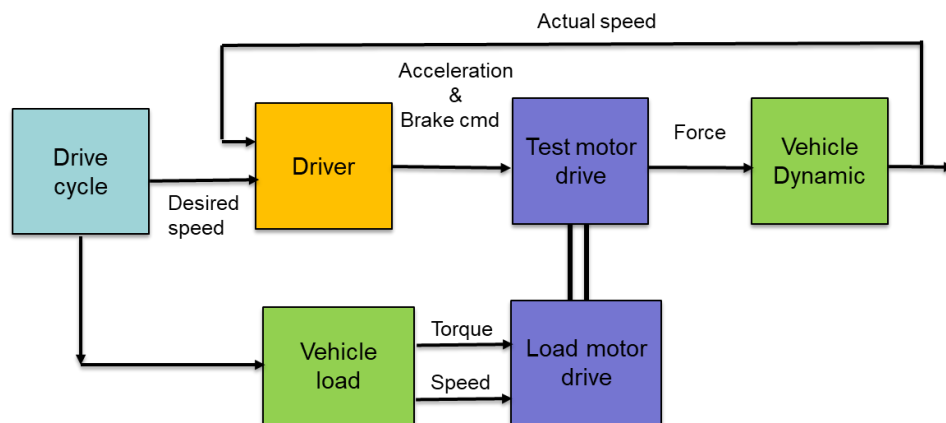 Actual speed
Acceleration
&
Brake cmd
Drive
cycle
Desired
speed
Driver
Test motor
drive
Force
Vehicle
Dynamic
Vehicle
load
Torque
Speed
Load motor
drive